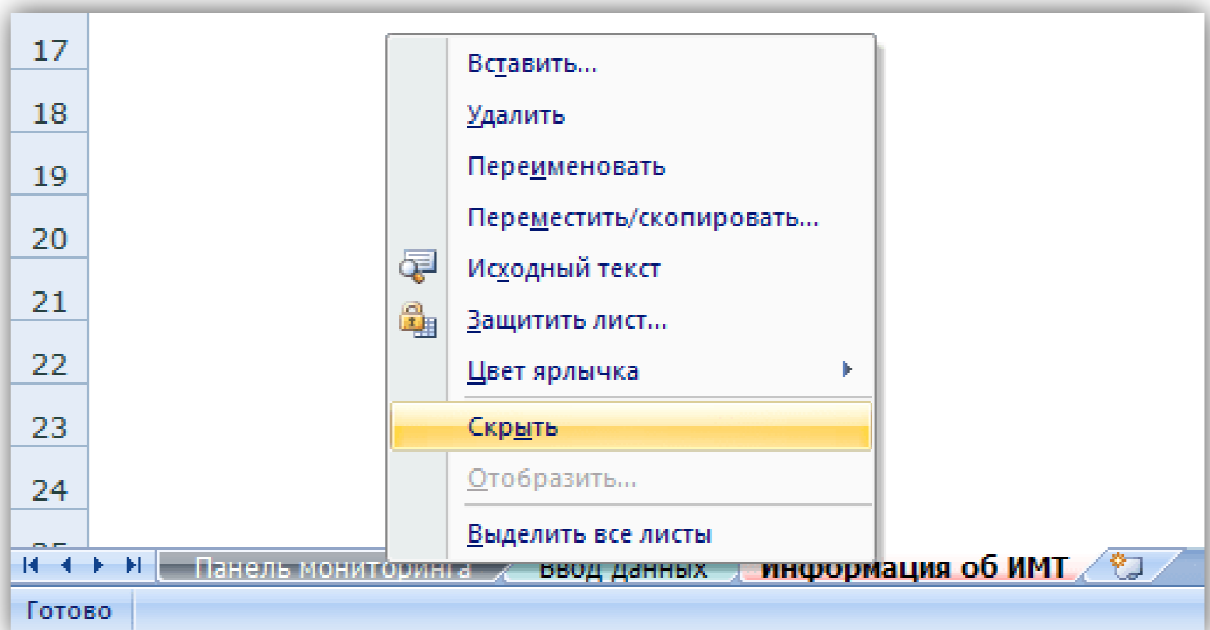 17
18
19
20
21
22
23
24
25
Вставить...
Удалить
Переименовать
Переместить/скопировать...
Исходный текст
Защитить лист...
Цвет ярлычка
Скрыть
Отобразить...
Выделить все листы
Панель мониторинга Ввод данных Информация об ИМТ
Готово